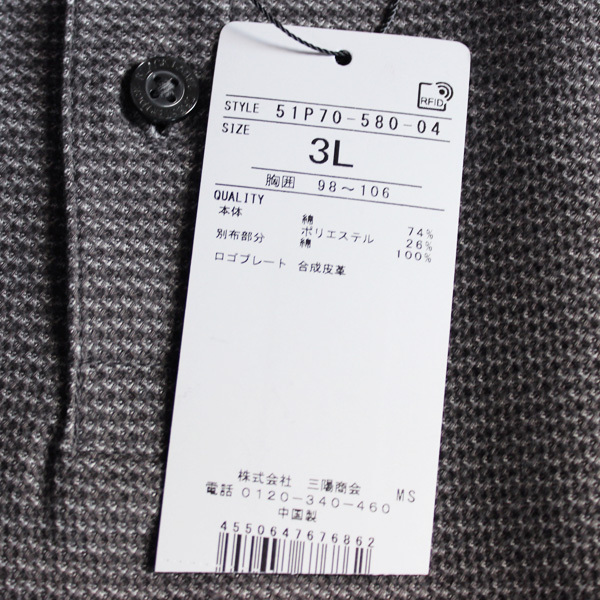 RFID
STYLE 51P70-580-04
SIZE
3L
胸囲 98〜106
QUALITY
本体 綿 74%
ポリエステル 26%
別布部分 綿 100%
ロゴプレート 合成皮革
株式会社 三陽商会
電話 0120-340-460 MS
中国製
4550647676862